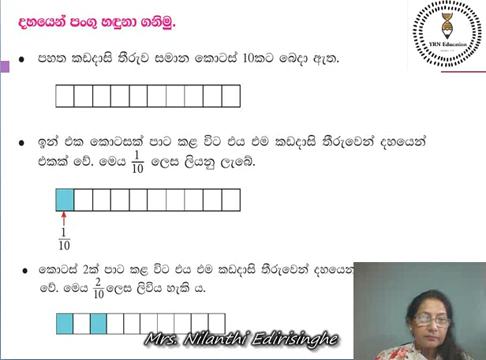 දහයෙන් පංගු හඳුනා ගනිමු.
YRN Education
• පහත කඩදාසි තීරුව සමාන කොටස් 10කට බෙදා ඇත.
• ඉන් එක කොටසක් පාට කළ විට එය එම කඩදාසි තීරුවෙන් දහයෙන්
එකක් වේ. මෙය 1/10 ලෙස ලියනු ලැබේ.
1/10
• කොටස් 2ක් පාට කළ විට එය එම කඩදාසි තීරුවෙන් දහයෙන්
වේ. මෙය 2/10 ලෙස ලිවිය හැකි ය.
Mrs. Nilanthi Edirisinghe